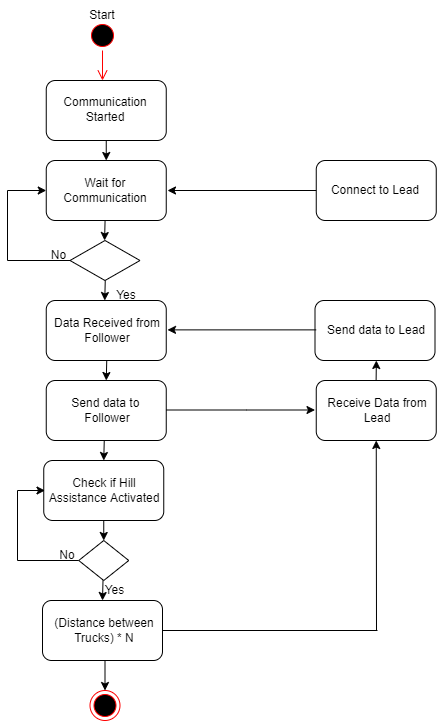 Start
Communication
Started
Wait for
Communication
Connect to Lead
No
Yes
Data Received from
Follower
Send data to Lead
Send data to
Follower
Receive Data from
Lead
Check if Hill
Assistance Activated
No
Yes
(Distance between
Trucks) * N